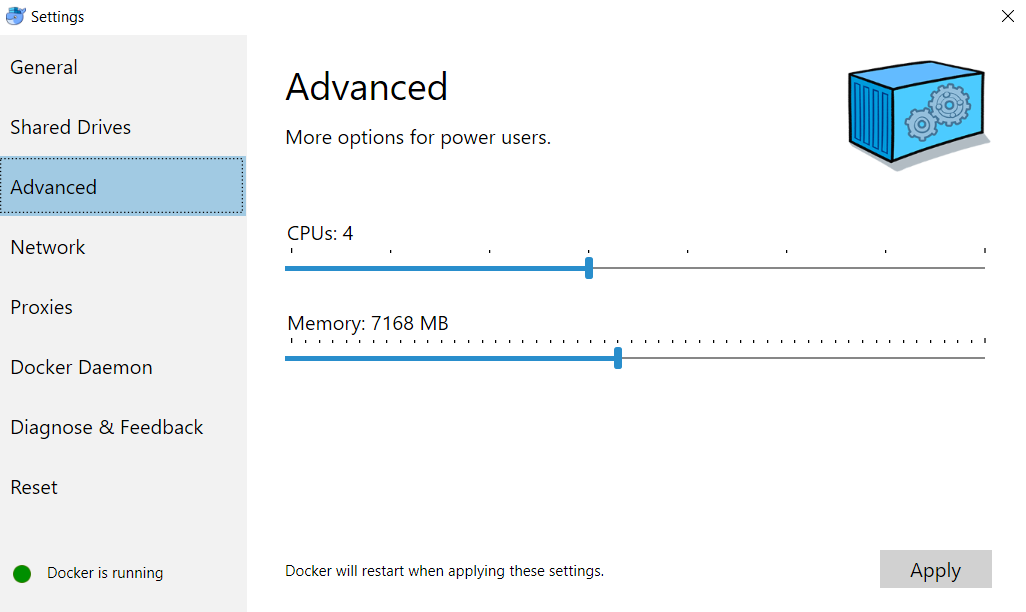 Settings
General
Shared Drives
Advanced
Network
Proxies
Docker Daemon
Diagnose & Feedback
Reset
Docker is running
Advanced
More options for power users.
CPUs: 4
Memory: 7168 MB
Docker will restart when applying these settings.
Apply